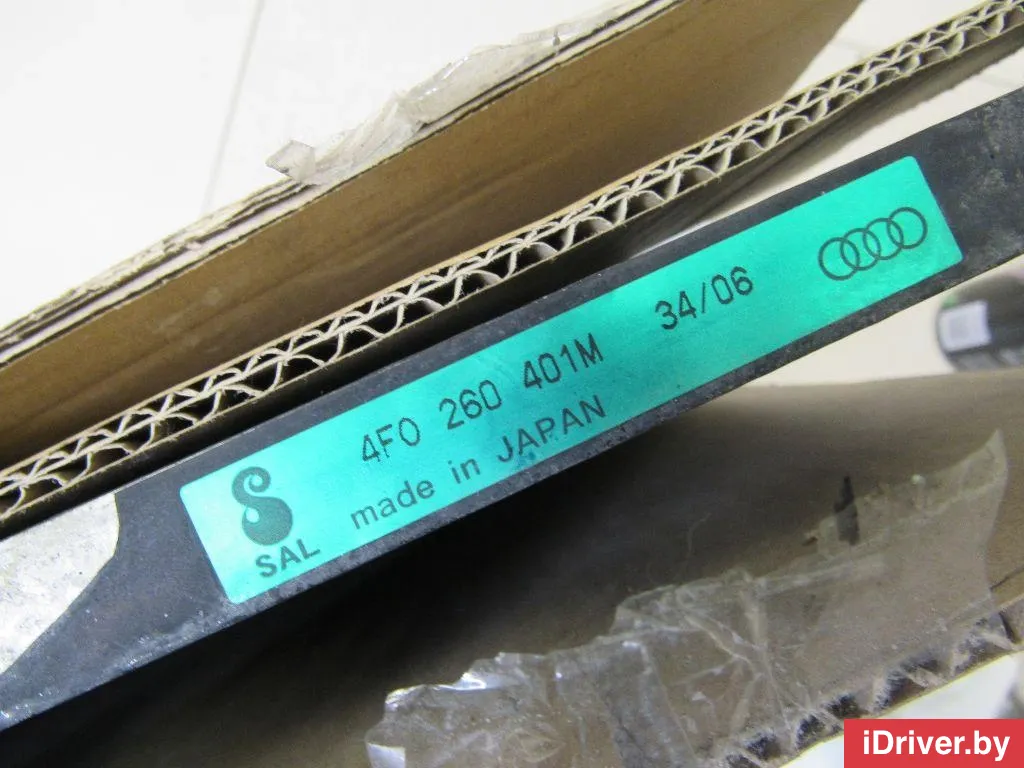 4F0 260 401M 34/06
made in JAPAN
SAL
iDriver.by